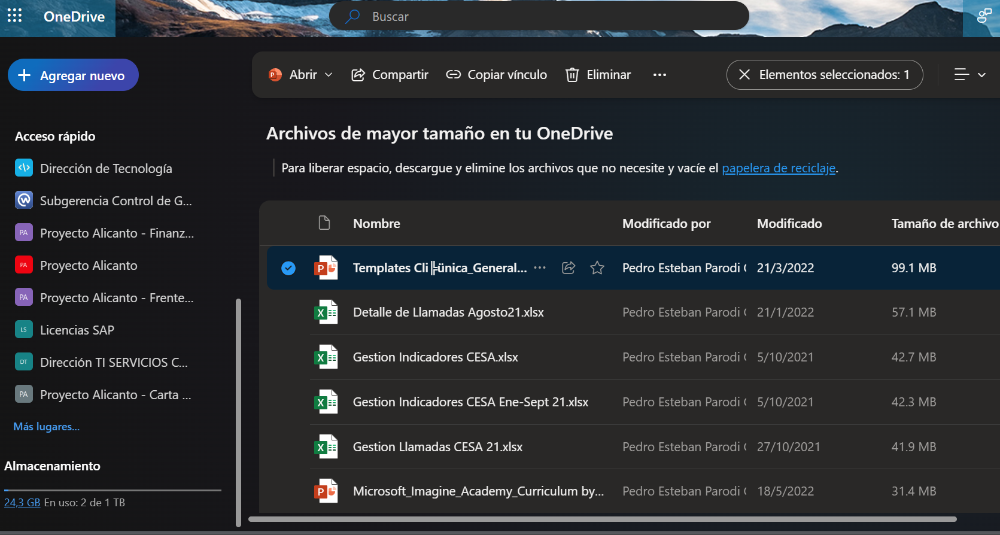 OneDrive
Buscar
Agregar nuevo
Abrir
Compartir
Copiar vínculo
Eliminar
Elementos seleccionados: 1
Archivos de mayor tamaño en tu OneDrive
Para liberar espacio, descargue y elimine los archivos que no necesite y vacíe el papelera de reciclaje.
Acceso rápido
Dirección de Tecnología
Subgerencia Control de G...
PA Proyecto Alicanto - Finanz...
PA Proyecto Alicanto
PA Proyecto Alicanto - Frente...
LS Licencias SAP
DT Dirección TI SERVICIOS C...
PA Proyecto Alicanto - Carta ...
Más lugares...
Almacenamiento
24,3 GB En uso: 2 de 1 TB
Nombre Modificado por Modificado Tamaño de archivo
Templates Cli╠ünica_General... Pedro Esteban Parodi 21/3/2022 99.1 MB
Detalle de Llamadas Agosto21.xlsx Pedro Esteban Parodi 21/1/2022 57.1 MB
Gestion Indicadores CESA.xlsx Pedro Esteban Parodi 5/10/2021 42.7 MB
Gestion Indicadores CESA Ene-Sept 21.xlsx Pedro Esteban Parodi 5/10/2021 42.3 MB
Gestion Llamadas CESA 21.xlsx Pedro Esteban Parodi 27/10/2021 41.9 MB
Microsoft_Imagine_Academy_Curriculum by... Pedro Esteban Parodi 18/5/2022 31.4 MB